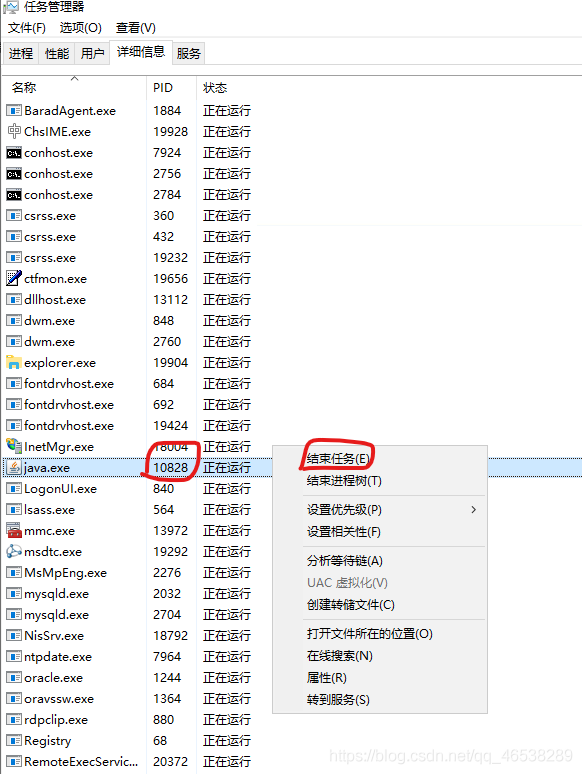 任务管理器
文件(F) 选项(O) 查看(V)
进程 性能 用户 详细信息 服务
名称 PID 状态
BaradAgent.exe 1884 正在运行
ChsIME.exe 19928 正在运行
conhost.exe 7924 正在运行
conhost.exe 2756 正在运行
conhost.exe 2784 正在运行
csrss.exe 360 正在运行
csrss.exe 432 正在运行
csrss.exe 19232 正在运行
ctfmon.exe 19656 正在运行
dllhost.exe 13112 正在运行
dwm.exe 848 正在运行
dwm.exe 2760 正在运行
explorer.exe 19904 正在运行
fontdrvhost.exe 684 正在运行
fontdrvhost.exe 692 正在运行
fontdrvhost.exe 19424 正在运行
InetMgr.exe 18004 正在运行
java.exe 10828 正在运行 结束任务(E)
LogonUI.exe 840 正在运行 结束进程树(T)
lsass.exe 564 正在运行 设置优先级(P)
mmc.exe 13972 正在运行 设置相关性(F)
msdtc.exe 19292 正在运行 分析等待链(A)
MsMpEng.exe 2276 正在运行 UAC 虚拟化(V)
mysqld.exe 2032 正在运行 创建转储文件(C)
mysqld.exe 2704 正在运行
NisSrv.exe 18792 正在运行 打开文件所在的位置(O)
ntpdate.exe 7964 正在运行 在线搜索(N)
oracle.exe 1244 正在运行 属性(R)
oravssw.exe 1364 正在运行 转到服务(S)
rdpclip.exe 880 正在运行
Registry 68 正在运行
RemoteExecServic... 20372 正在运行
https://blog.csdn.net/qq_46538289